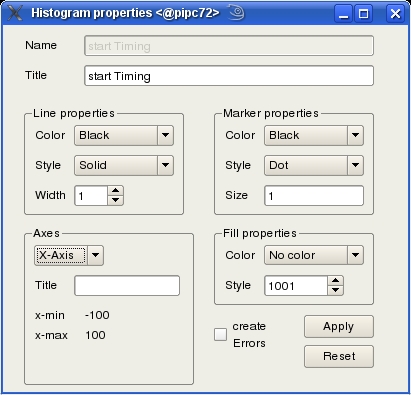 Histogram properties <@pipc72>
Name start Timing
Title start Timing
Line properties
Color Black
Style Solid
Width 1
Marker properties
Color Black
Style Dot
Size 1
Axes
X-Axis
Title
x-min -100
x-max 100
Fill properties
Color No color
Style 1001
create
Errors
Apply
Reset